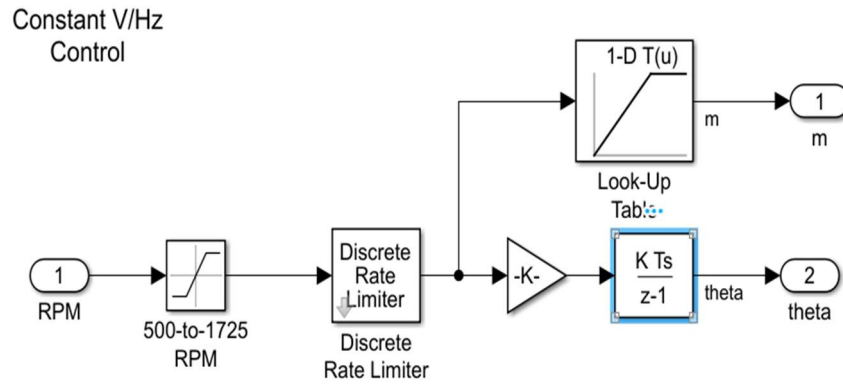 Constant V/Hz
Control
1-D T(u)
m
1
m
Look-Up
Table
1
RPM
500-to-1725
RPM
Discrete
Rate
Limiter
Discrete
Rate Limiter
-K-
K Ts
z-1
theta
2
theta